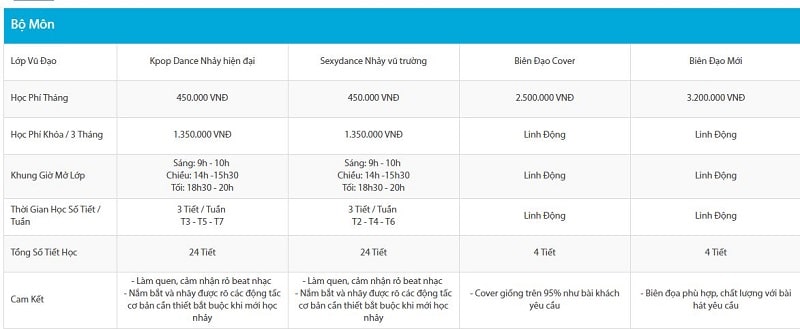 Bộ Môn
Lớp Vũ Đạo
Kpop Dance Nhảy hiện đại
Sexydance Nhảy vũ trường
Biên Đạo Cover
Biên Đạo Mới
Học Phí Tháng
450.000 VNĐ
450.000 VNĐ
2.500.000 VNĐ
3.200.000 VNĐ
Học Phí Khóa / 3 Tháng
1.350.000 VNĐ
1.350.000 VNĐ
Linh Động
Linh Động
Khung Giờ Mở Lớp
Sáng: 9h - 10h
Chiều: 14h -15h30
Tối: 18h30 - 20h
Sáng: 9h - 10h
Chiều: 14h -15h30
Tối: 18h30 - 20h
Linh Động
Linh Động
Thời Gian Học Số Tiết /
Tuần
3 Tiết / Tuần
T3 - T5 - T7
3 Tiết / Tuần
T2 - T4 - T6
Linh Động
Linh Động
Tổng Số Tiết Học
24 Tiết
24 Tiết
4 Tiết
4 Tiết
Cam Kết
- Làm quen, cảm nhận rỏ beat nhạc
- Nắm bắt và nhảy được rõ các động tấc
cơ bản cần thiết bắt buộc khi mới học
nhảy
- Làm quen, cảm nhận rỏ beat nhạc
- Nắm bắt và nhảy được rõ các động tấc
cơ bản cần thiết bắt buộc khi mới học
nhảy
- Cover giống trên 95% như bài khách
yêu cầu
- Biên đọa phù hợp, chất lượng với bài
hát yêu cầu